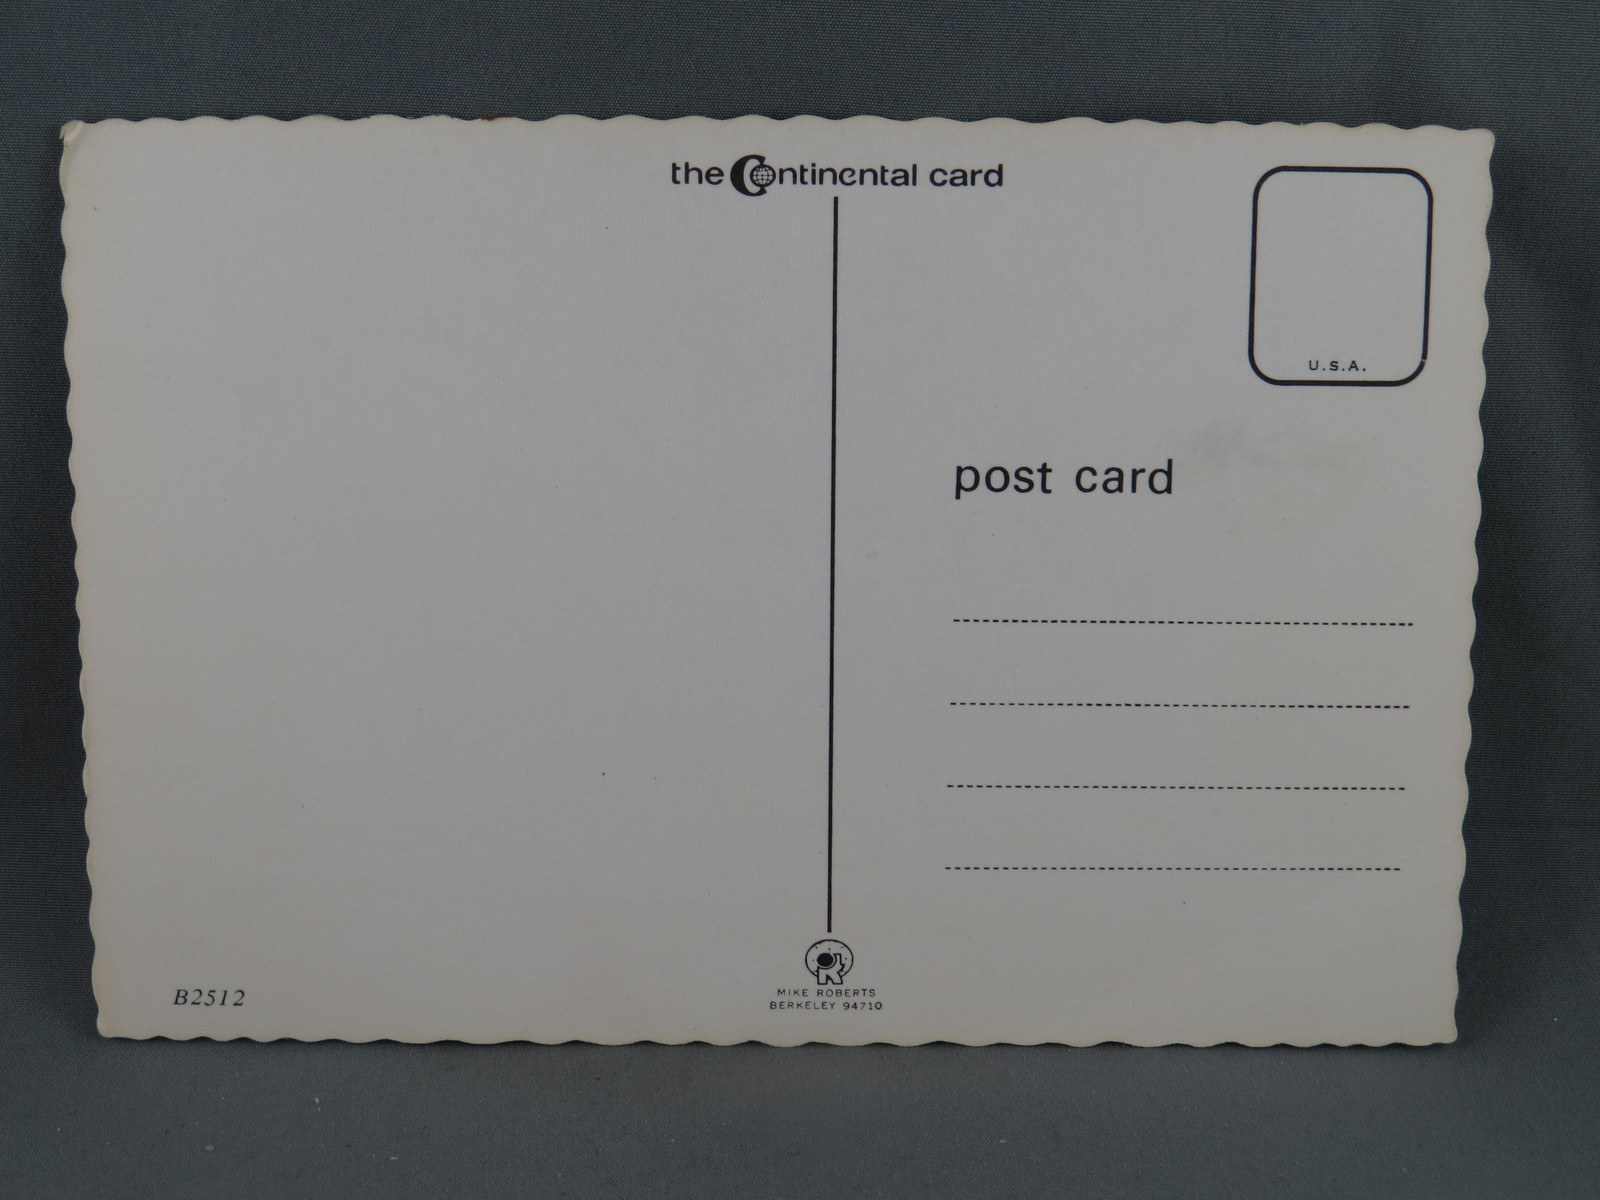 the Continental card
U.S.A.
post card
B2512
MIKE ROBERTS
BERKELEY 94710